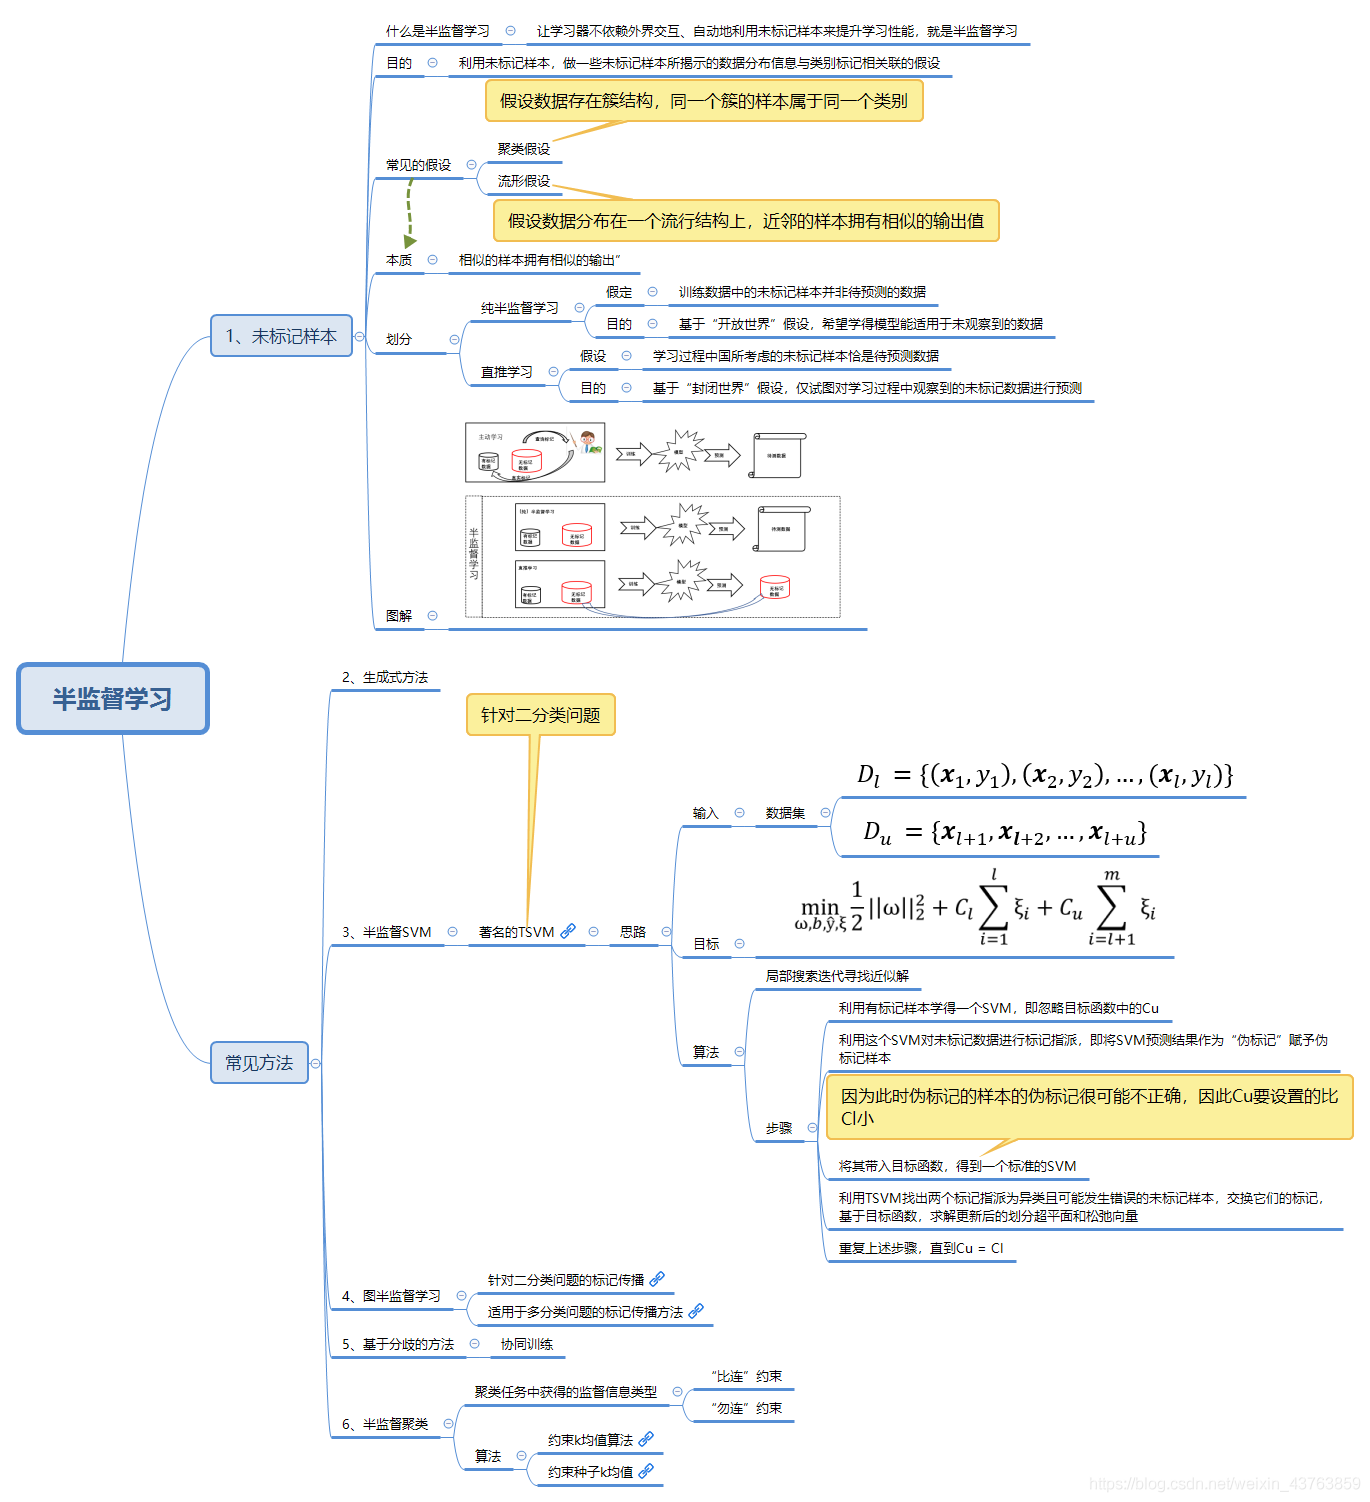 半监督学习
1、未标记样本
什么是半监督学习
让学习器不依赖外界交互、自动地利用未标记样本来提升学习性能，就是半监督学习
目的
利用未标记样本，做一些未标记样本所揭示的数据分布信息与类别标记相关联的假设
假设数据存在簇结构，同一个簇的样本属于同一个类别
常见的假设
聚类假设
流形假设
假设数据分布在一个流行结构上，近邻的样本拥有相似的输出值
本质
相似的样本拥有相似的输出”
划分
纯半监督学习
假定
训练数据中的未标记样本并非待预测的数据
目的
基于“开放世界”假设，希望学得模型能适用于未观察到的数据
直推学习
假设
学习过程中国所考虑的未标记样本恰是待预测数据
目的
基于“封闭世界”假设，仅试图对学习过程中观察到的未标记数据进行预测
图解
主动学习
查询标记
有标记
数据
无标记
数据
真实标记
训练
模型
预测
待测数据
半监督学习
（纯）半监督学习
有标记
数据
无标记
数据
训练
模型
预测
待测数据
直推学习
有标记
数据
无标记
数据
训练
模型
预测
无标记
数据
常见方法
2、生成式方法
针对二分类问题
3、半监督SVM
著名的TSVM
思路
输入
数据集
D_l = {(x_1, y_1), (x_2, y_2), ..., (x_l, y_l)}
D_u = {x_{l+1}, x_{l+2}, ..., x_{l+u}}
目标
min_{ω,b,ŷ,ξ} 1/2 ||ω||_2^2 + C_l ∑_{i=1}^{l} ξ_i + C_u ∑_{i=l+1}^{m} ξ_i
算法
局部搜索迭代寻找近似解
步骤
利用有标记样本学得一个SVM，即忽略目标函数中的Cu
利用这个SVM对未标记数据进行标记指派，即将SVM预测结果作为“伪标记”赋予伪
标记样本
因为此时伪标记的样本的伪标记很可能不正确，因此Cu要设置的比
Cl小
将其带入目标函数，得到一个标准的SVM
利用TSVM找出两个标记指派为异类且可能发生错误的未标记样本，交换它们的标记，
基于目标函数，求解更新后的划分超平面和松弛向量
重复上述步骤，直到Cu = Cl
4、图半监督学习
针对二分类问题的标记传播
适用于多分类问题的标记传播方法
5、基于分歧的方法
协同训练
6、半监督聚类
聚类任务中获得的监督信息类型
“比连”约束
“勿连”约束
算法
约束k均值算法
约束种子k均值
https://blog.csdn.net/weixin_43763859